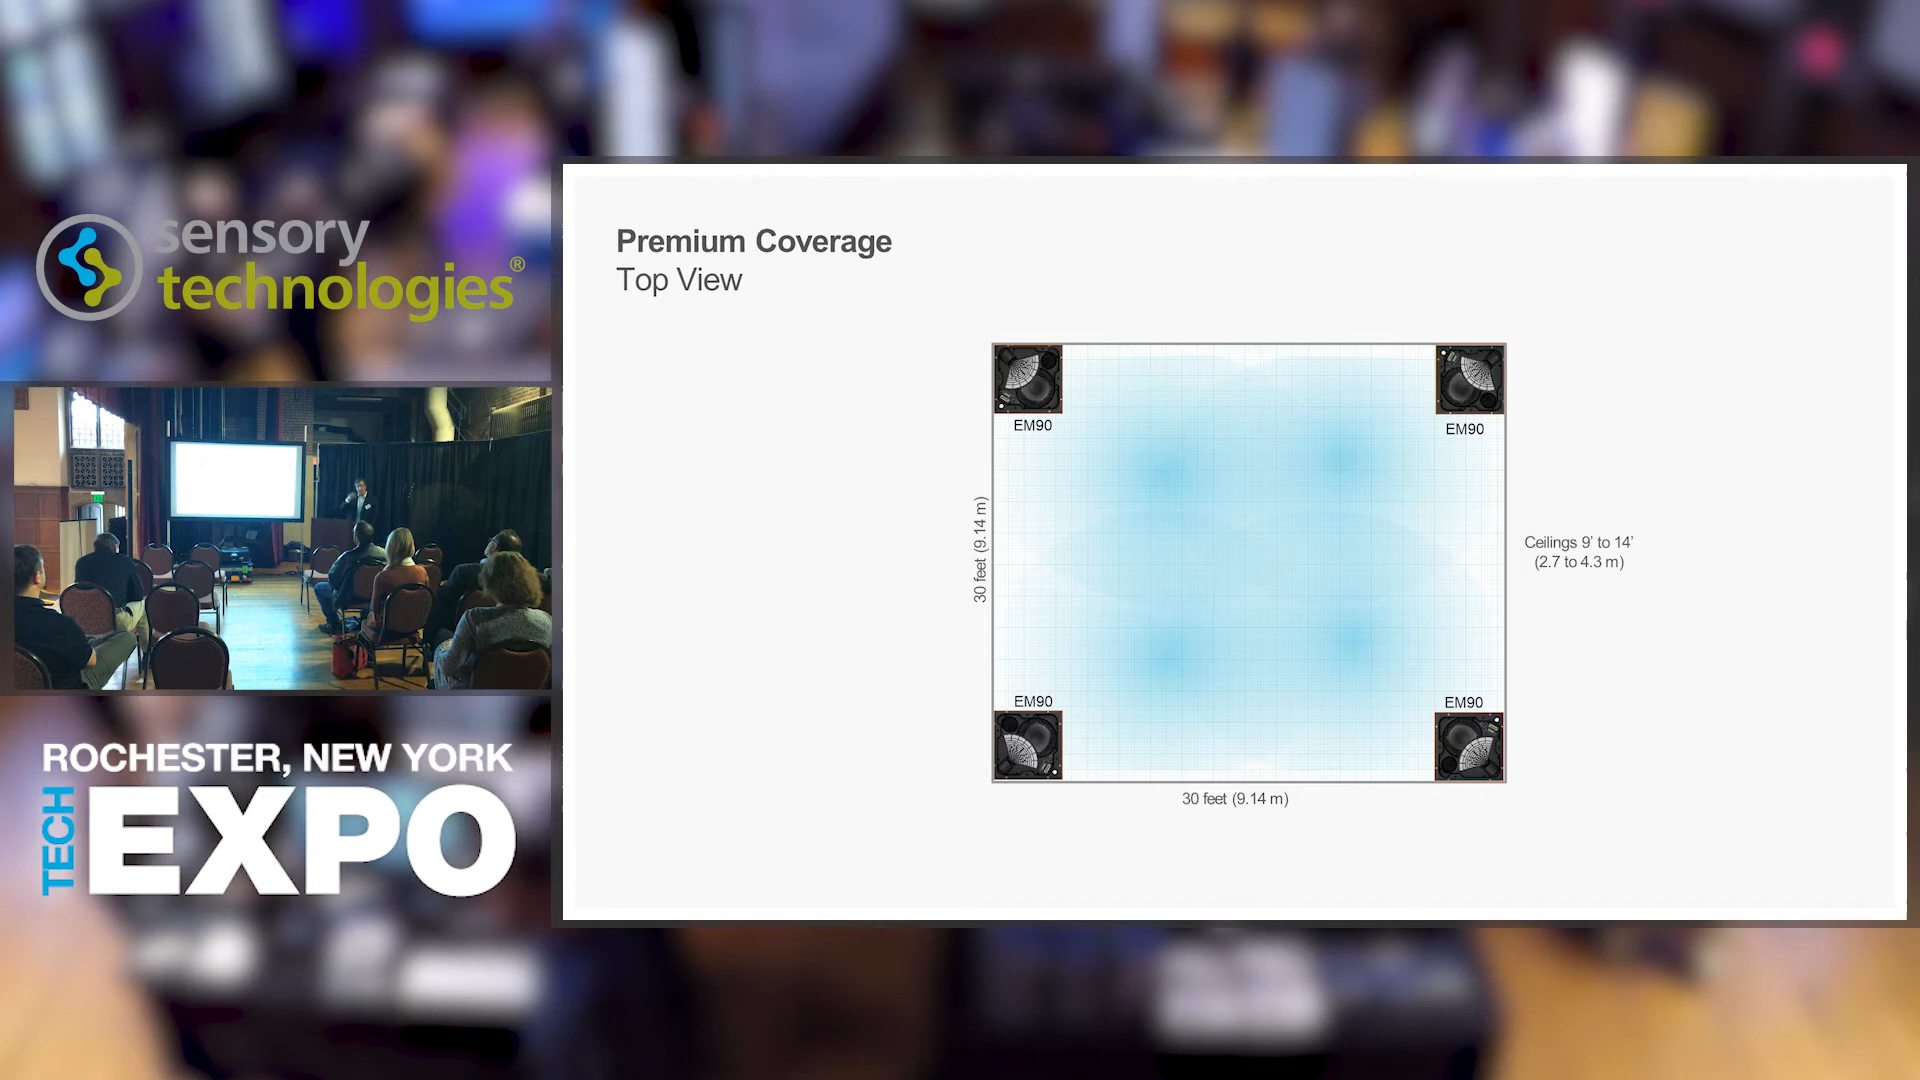 sensory
technologies®
ROCHESTER, NEW YORK
TECH
EXPO
Premium Coverage
Top View
EM90
EM90
30 feet (9.14 m)
Ceilings 9' to 14'
(2.7 to 4.3 m)
EM90
EM90
30 feet (9.14 m)